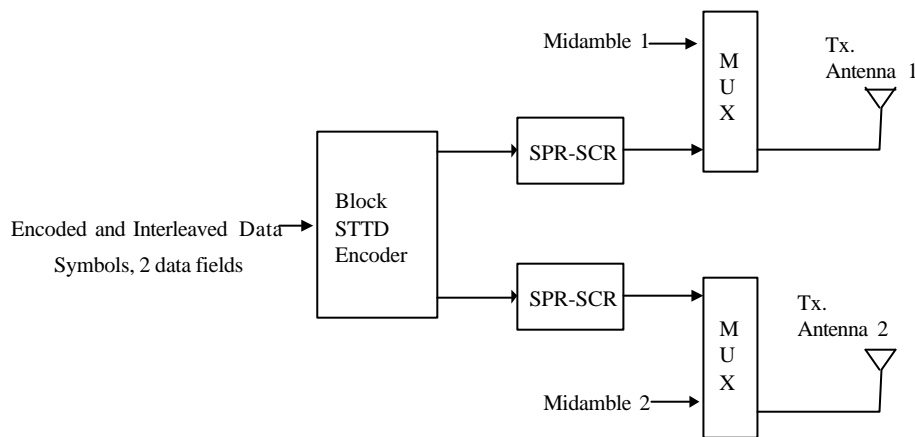 Midamble 1
M
U
X
Tx.
Antenna 1
SPR-SCR
Block
STTD
Encoder
Encoded and Interleaved Data
Symbols, 2 data fields
SPR-SCR
M
U
X
Tx.
Antenna 2
Midamble 2